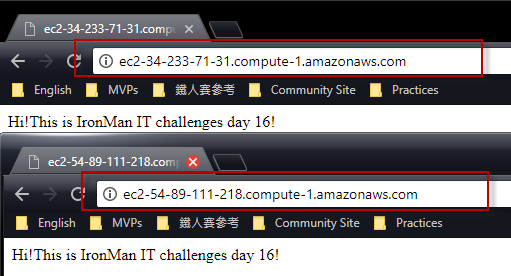 ec2-34-233-71-31.comput
ec2-34-233-71-31.compute-1.amazonaws.com
English MVPs 鐵人賽參考 Community Site Practices
Hi!This is IronMan IT challenges day 16!
ec2-54-89-111-218.comp
ec2-54-89-111-218.compute-1.amazonaws.com
English MVPs 鐵人賽參考 Community Site Practices
Hi!This is IronMan IT challenges day 16!